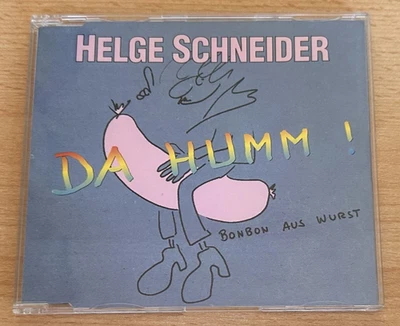 HELGE SCHNEIDER
DA HUMM !
BONBON AUS WURST